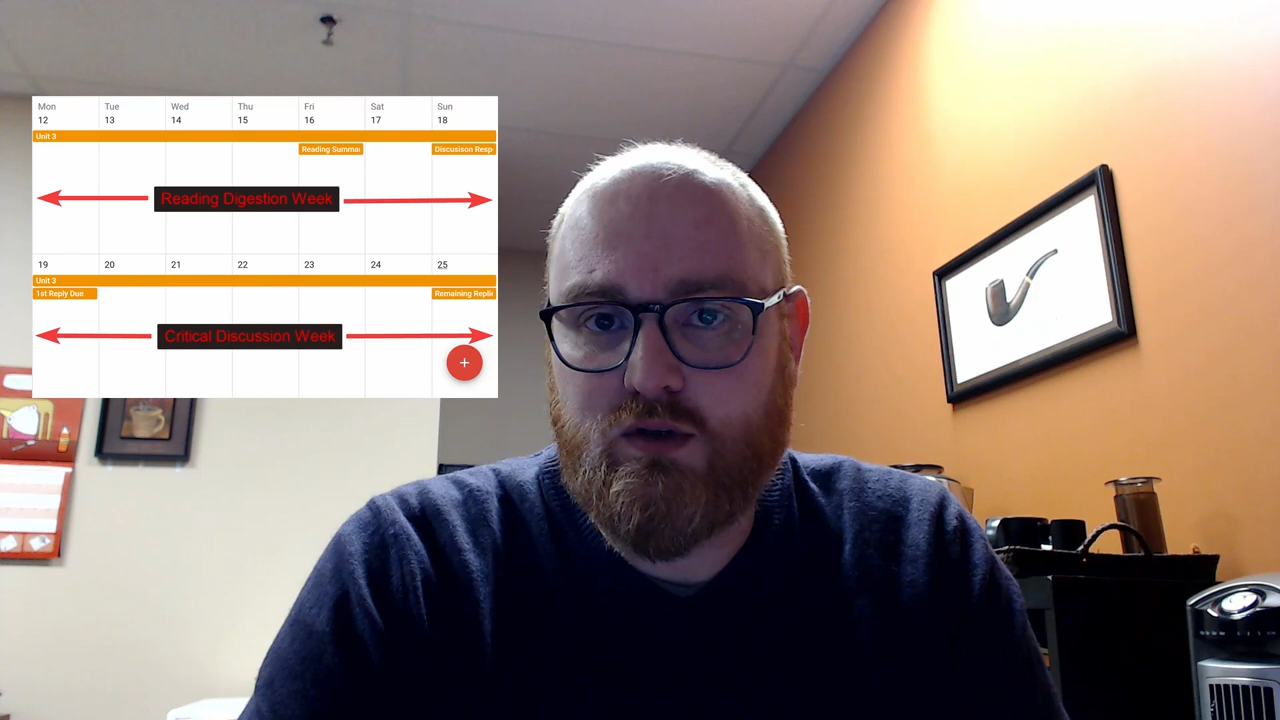 Mon Tue Wed Thu Fri Sat Sun
12 13 14 15 16 17 18
Unit 3
Reading Summa Discusison Resp
Reading Digestion Week
19 20 21 22 23 24 25
Unit 3
1st Reply Due Remaining Repli
Critical Discussion Week
+